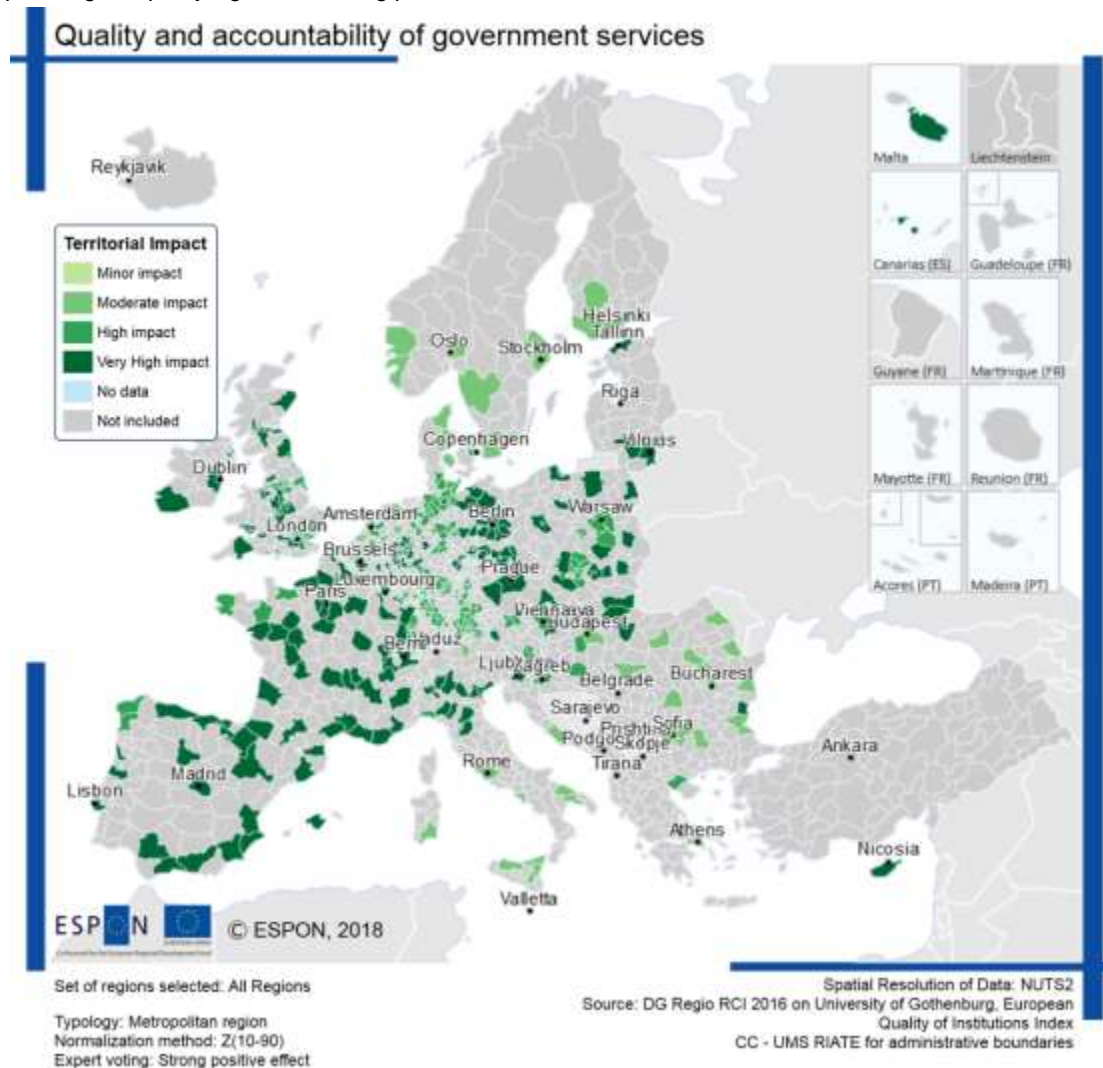 Quality and accountability of government services
Reykjavik
Territorial Impact
Minor impact
Moderate impact
High impact
Very High impact
No data
Not included
Malta
Liechtenstein
Canarias (ES)
Guadeloupe (FR)
Guyane (FR)
Martinique (FR)
Mayotte (FR)
Reunion (FR)
Acores (PT)
Madeira (PT)
Helsinki
Tallinn
Oslo
Stockholm
Riga
Copenhagen
Vilnius
Dublin
Amsterdam
Berlin
Warsaw
London
Brussels
Prague
Luxembourg
Paris
Vienna
Budapest
Bern
Vaduz
Zagreb
Bucharest
Belgrade
Sarajevo
Sofia
Skopje
Tirana
Ankara
Rome
Madrid
Lisbon
Athens
Nicosia
Valletta
ESPON © ESPON, 2018
Set of regions selected: All Regions
Typology: Metropolitan region
Normalization method: Z(10-90)
Expert voting: Strong positive effect
Spatial Resolution of Data: NUTS2
Source: DG Regio RCI 2016 on University of Gothenburg, European
Quality of Institutions Index
CC - UMS RIATE for administrative boundaries